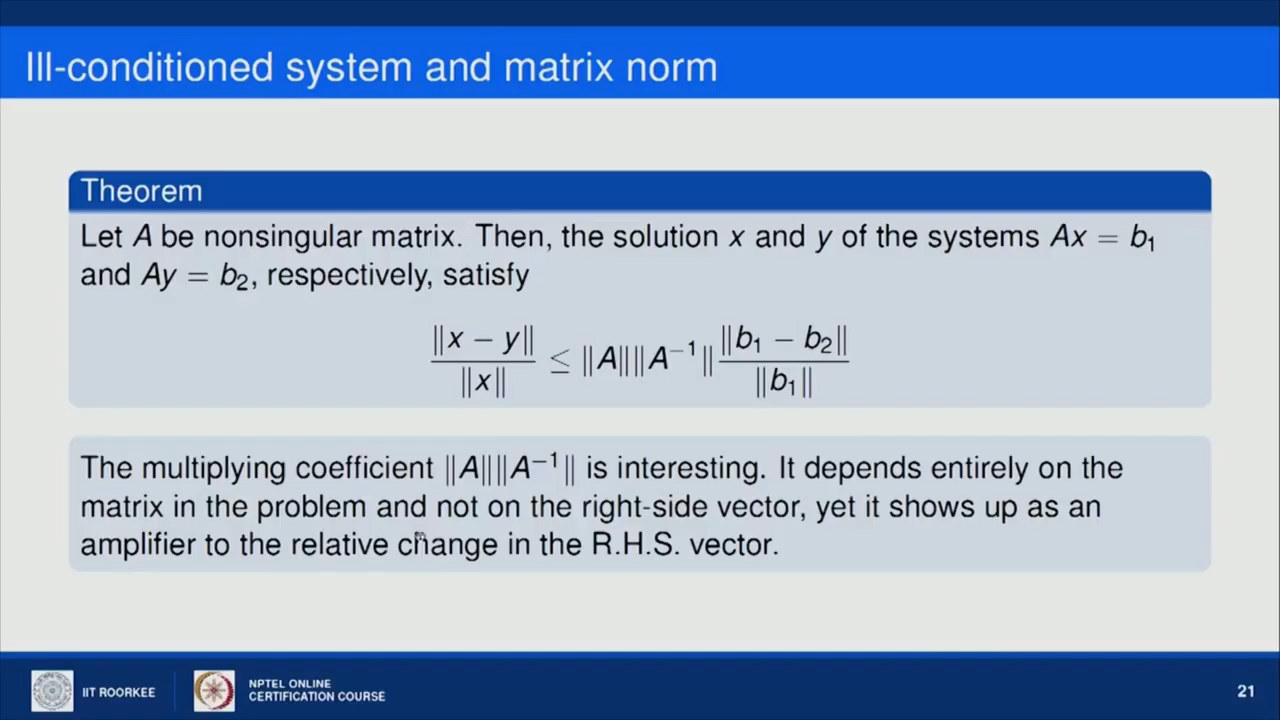 Ill-conditioned system and matrix norm
Theorem
Let A be nonsingular matrix. Then, the solution x and y of the systems Ax = b₁
and Ay = b₂, respectively, satisfy
‖x − y‖ / ‖x‖ ≤ ‖A‖‖A⁻¹‖ ‖b₁ − b₂‖ / ‖b₁‖
The multiplying coefficient ‖A‖‖A⁻¹‖ is interesting. It depends entirely on the
matrix in the problem and not on the right-side vector, yet it shows up as an
amplifier to the relative change in the R.H.S. vector.
IIT ROORKEE
NPTEL ONLINE
CERTIFICATION COURSE
21